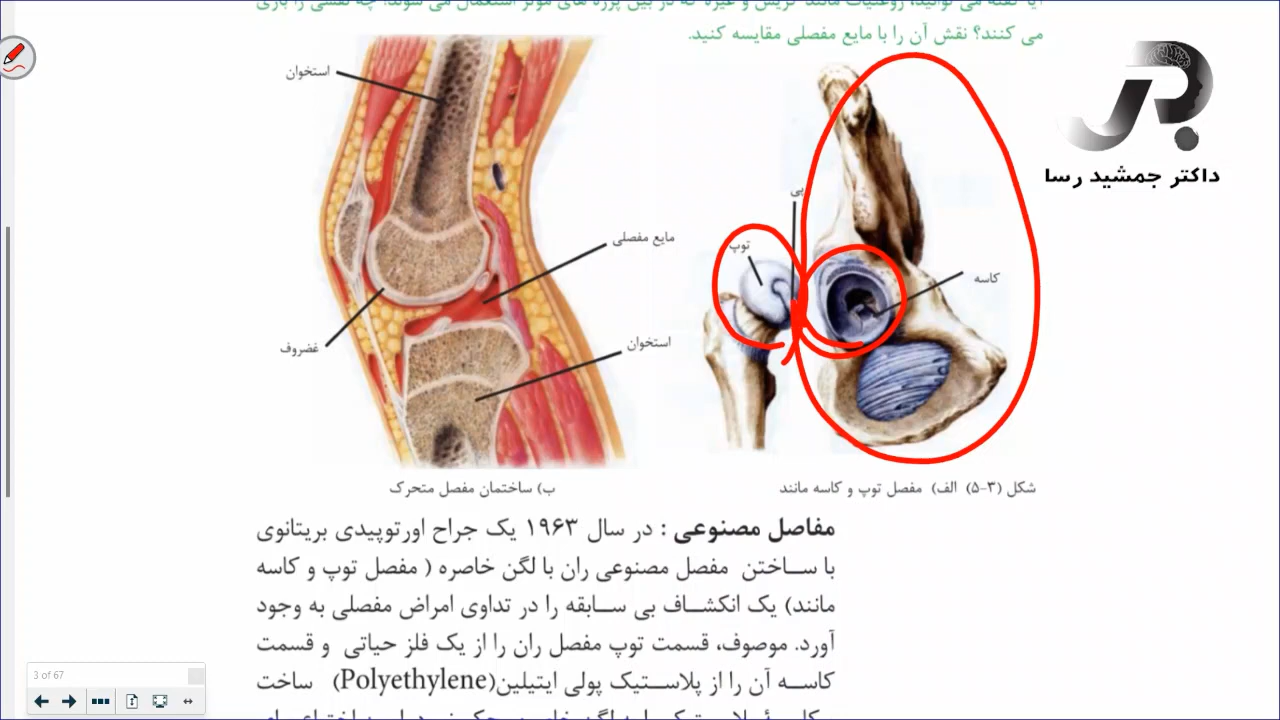 می کنند؟ نقش آن را با مایع مفصلی مقایسه کنید.
داکتر جمشید رسا
استخوان
مایع مفصلی
غضروف
استخوان
پی
توپ
کاسه
شکل (۳-۵) الف) مفصل توپ و کاسه مانند
ب) ساختمان مفصل متحرک
مفاصل مصنوعی : در سال ۱۹۶۳ یک جراح اورتوپیدی بریتانوی
با ساختن مفصل مصنوعی ران با لگن خاصره ( مفصل توپ و کاسه
مانند) یک انکشاف بی سابقه را در تداوی امراض مفصلی به وجود
آورد. موصوف، قسمت توپ مفصل ران را از یک فلز حیاتی و قسمت
کاسه آن را از پلاستیک پولی ایتیلین(Polyethylene) ساخت
3 of 67